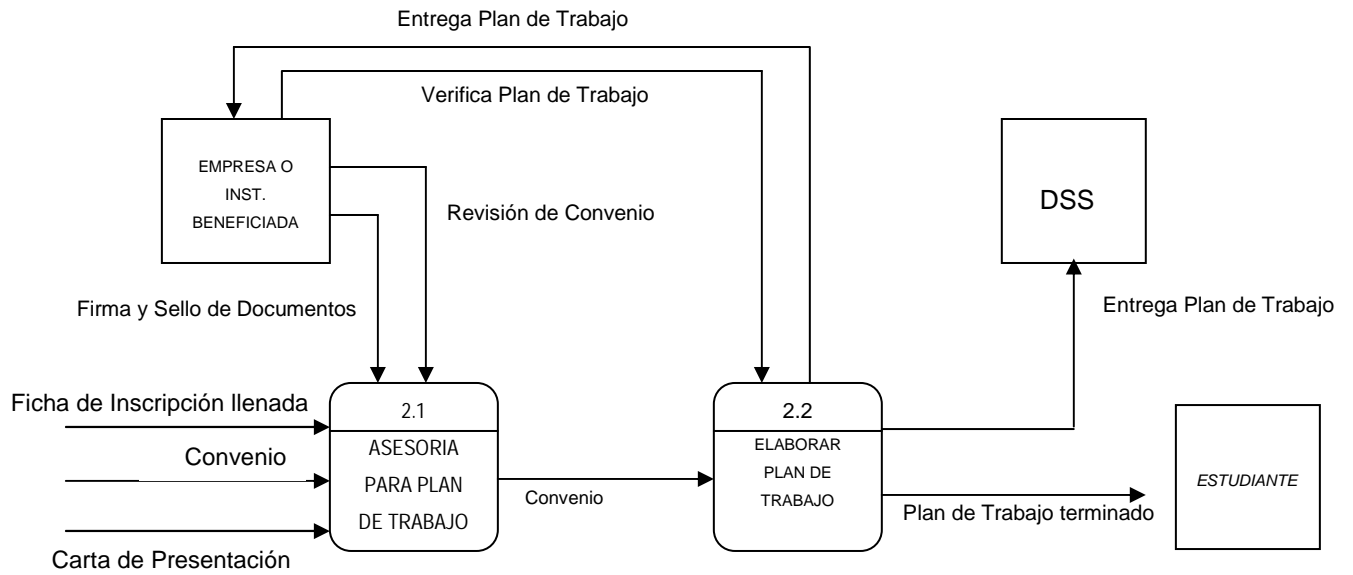 Entrega Plan de Trabajo
Verifica Plan de Trabajo
EMPRESA O
INST.
BENEFICIADA
Revisión de Convenio
DSS
Firma y Sello de Documentos
Entrega Plan de Trabajo
Ficha de Inscripción llenada
Convenio
Carta de Presentación
2.1
ASESORIA
PARA PLAN
DE TRABAJO
Convenio
2.2
ELABORAR
PLAN DE
TRABAJO
Plan de Trabajo terminado
ESTUDIANTE